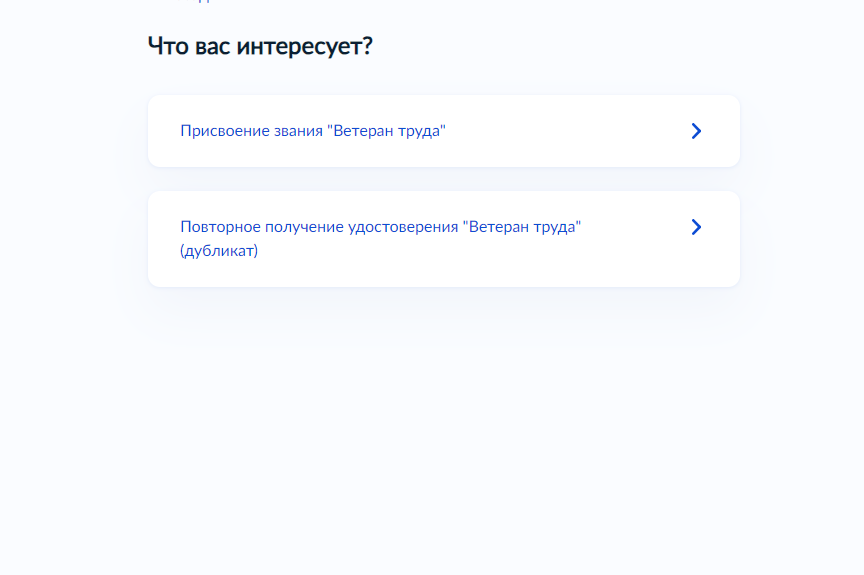 Что вас интересует?
Присвоение звания "Ветеран труда"
Повторное получение удостоверения "Ветеран труда"
(дубликат)